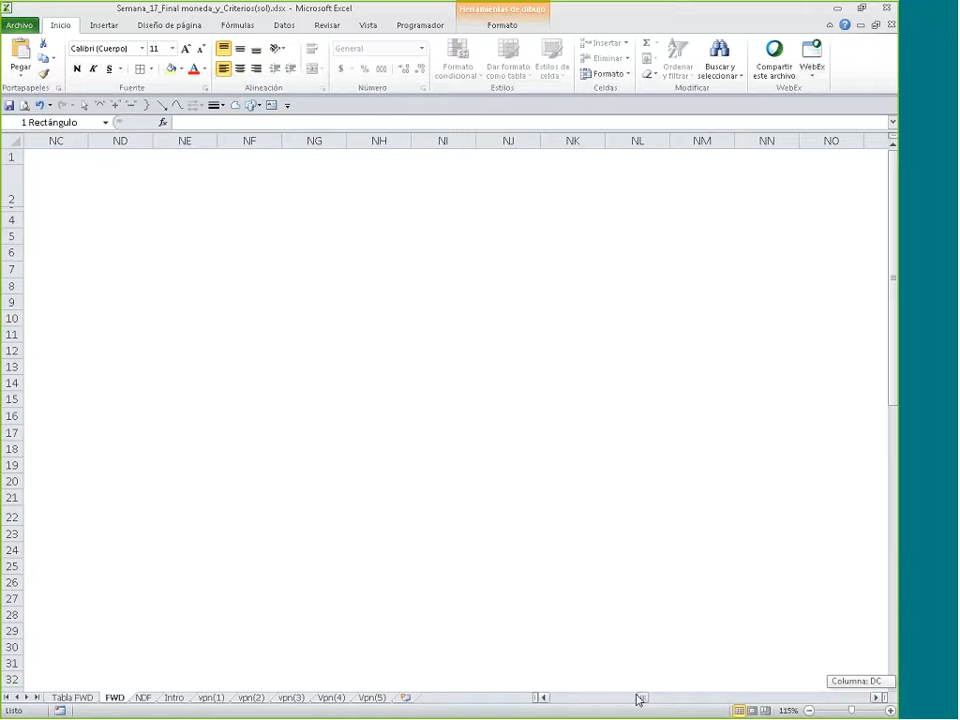 Semana_17_Final moneda_y_Criterios(sol).xlsx - Microsoft Excel
Herramientas de dibujo
Archivo Inicio Insertar Diseño de página Fórmulas Datos Revisar Vista Programador Formato
Pegar
Calibri (Cuerpo) 11
N K S
General
$ % 000
Formato condicional
Dar formato como tabla
Estilos de celda
Insertar
Eliminar
Formato
Ordenar y filtrar
Buscar y seleccionar
Compartir este archivo
WebEx
Portapapeles Fuente Alineación Número Estilos Celdas Modificar WebEx
1 Rectángulo fx
NC ND NE NF NG NH NI NJ NK NL NM NN NO
1
2
4
5
6
7
8
9
10
11
12
13
14
15
16
17
18
19
20
21
22
23
24
25
26
27
28
29
30
31
32
Columna: DC
Tabla FWD FWD NDF Intro vpn(1) vpn(2) vpn(3) Vpn(4) Vpn(5)
Listo 115%